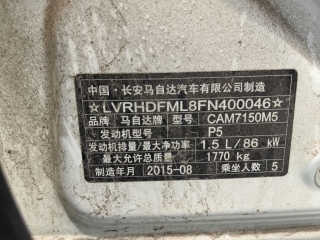 中国·长安马自达汽车有限公司制造
☆LVRHDFML8FN400046☆
品牌 马自达牌 型号 CAM7150M5
发动机型号 P5
发动机排量/最大净功率 1.5 L/86 kW
最大允许总质量 1770 kg
制造年月 2015-08 乘坐人数 5